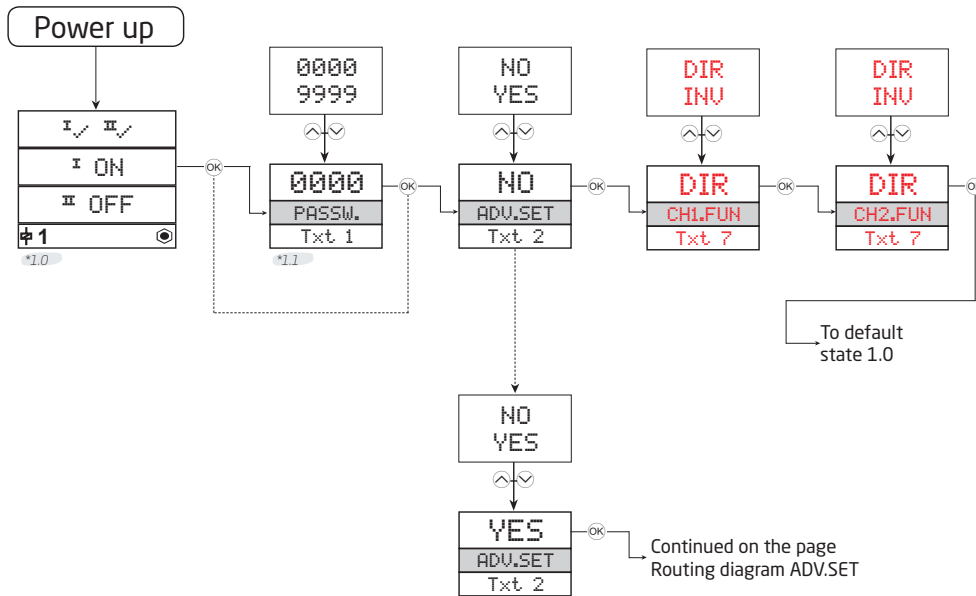 Power up
I✓ II✓
I ON
II OFF
1
*1.0
0000
9999
OK
0000
PASSW.
Txt 1
*1.1
OK
NO
YES
NO
ADV.SET
Txt 2
OK
DIR
INV
DIR
CH1.FUN
Txt 7
OK
DIR
INV
DIR
CH2.FUN
Txt 7
OK
To default
state 1.0
NO
YES
YES
ADV.SET
Txt 2
OK
Continued on the page
Routing diagram ADV.SET